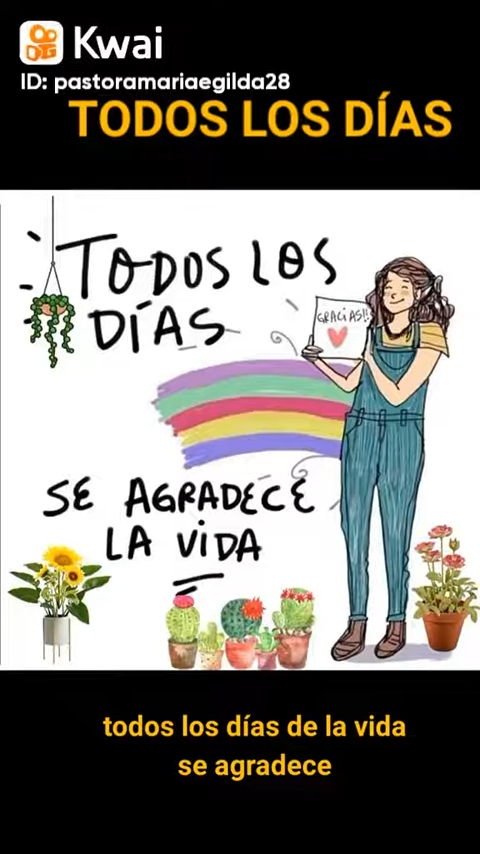 Kwai
ID: pastoramariaegilda28
TODOS LOS DÍAS
TODOS LOS
DÍAS
GRACIAS!!
SE AGRADECE
LA VIDA
todos los días de la vida
se agradece